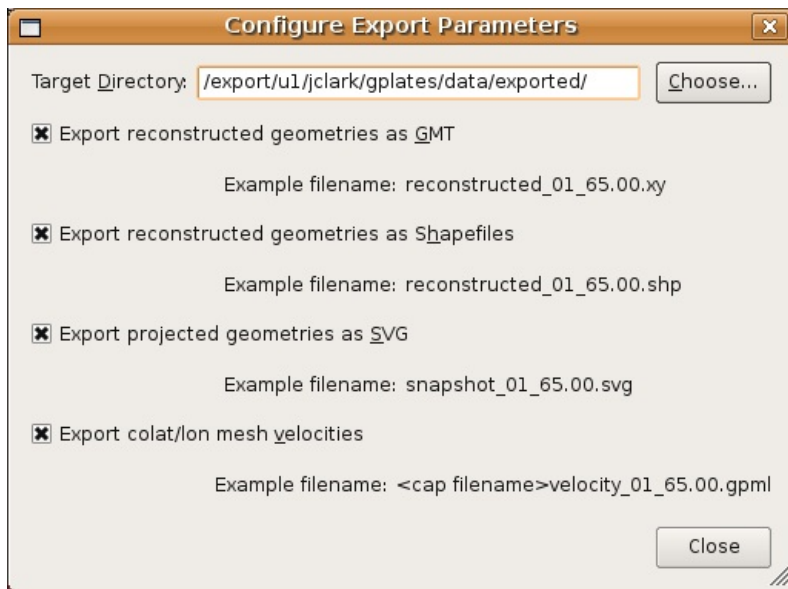 Configure Export Parameters
Target Directory: /export/u1/jclark/gplates/data/exported/ Choose...
Export reconstructed geometries as GMT
Example filename: reconstructed_01_65.00.xy
Export reconstructed geometries as Shapefiles
Example filename: reconstructed_01_65.00.shp
Export projected geometries as SVG
Example filename: snapshot_01_65.00.svg
Export colat/lon mesh velocities
Example filename: <cap filename>velocity_01_65.00.gpml
Close